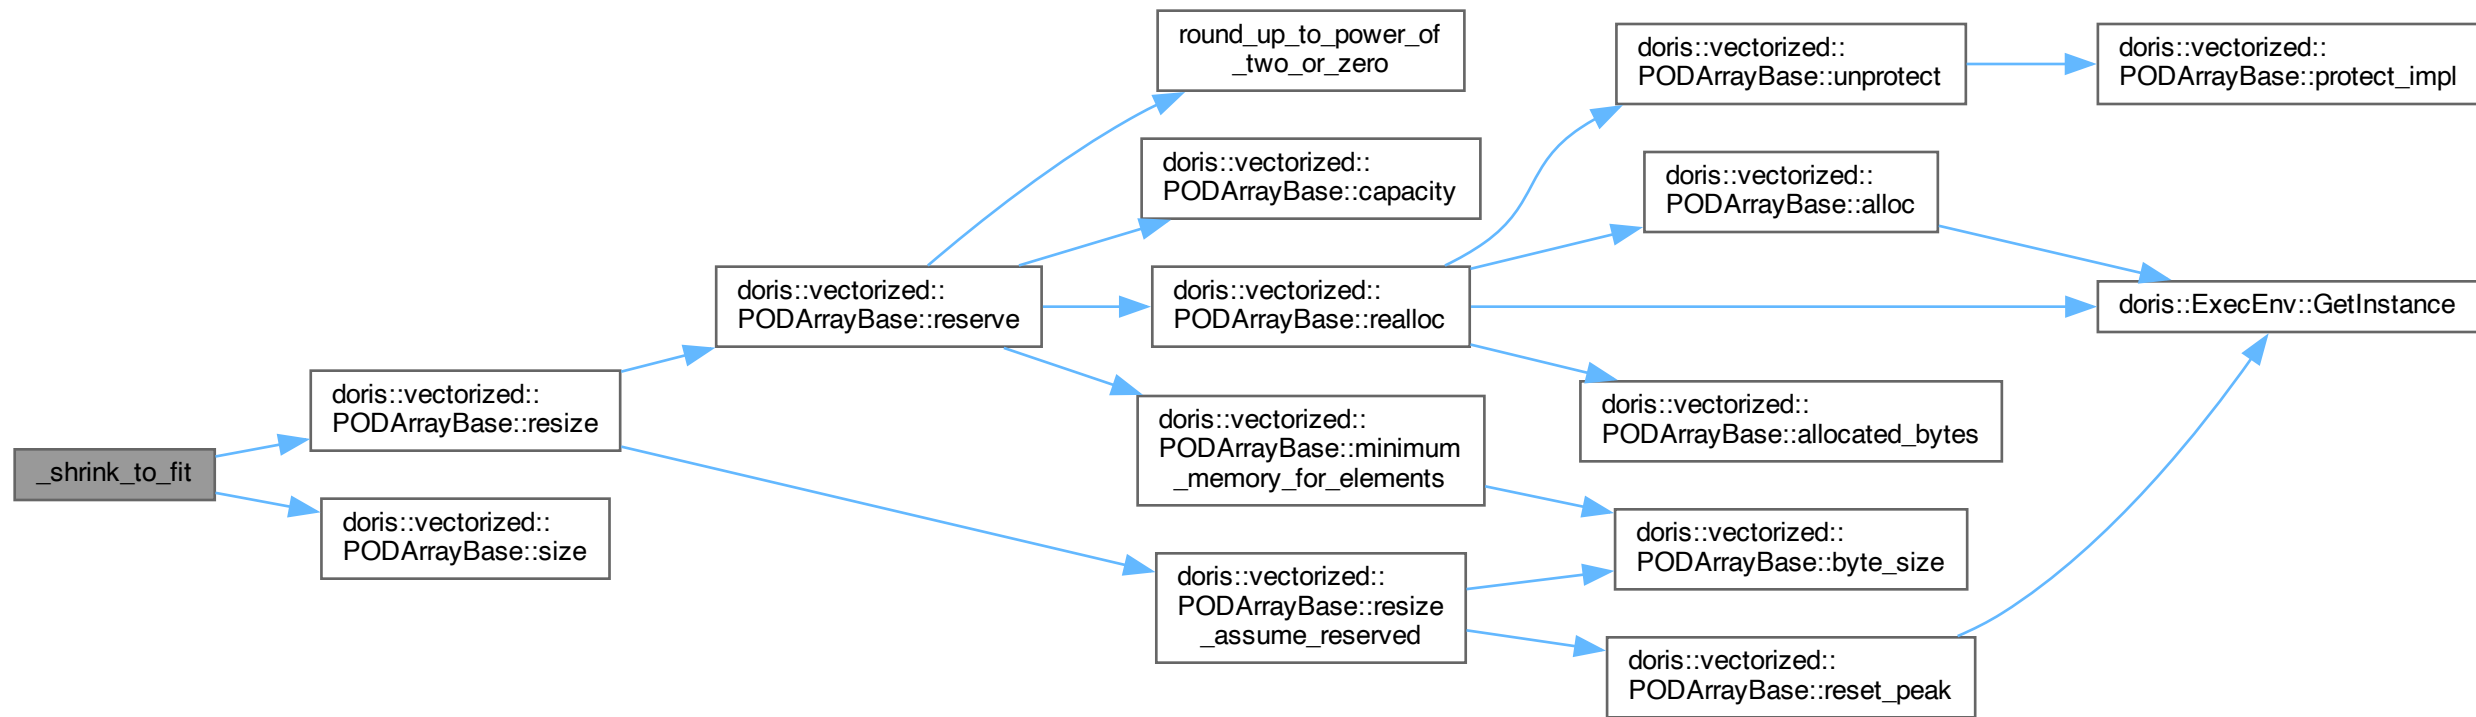 _shrink_to_fit
doris::vectorized::
PODArrayBase::resize
doris::vectorized::
PODArrayBase::size
doris::vectorized::
PODArrayBase::reserve
round_up_to_power_of
_two_or_zero
doris::vectorized::
PODArrayBase::capacity
doris::vectorized::
PODArrayBase::realloc
doris::vectorized::
PODArrayBase::minimum
_memory_for_elements
doris::vectorized::
PODArrayBase::resize
_assume_reserved
doris::vectorized::
PODArrayBase::unprotect
doris::vectorized::
PODArrayBase::alloc
doris::vectorized::
PODArrayBase::allocated_bytes
doris::vectorized::
PODArrayBase::byte_size
doris::vectorized::
PODArrayBase::reset_peak
doris::vectorized::
PODArrayBase::protect_impl
doris::ExecEnv::GetInstance